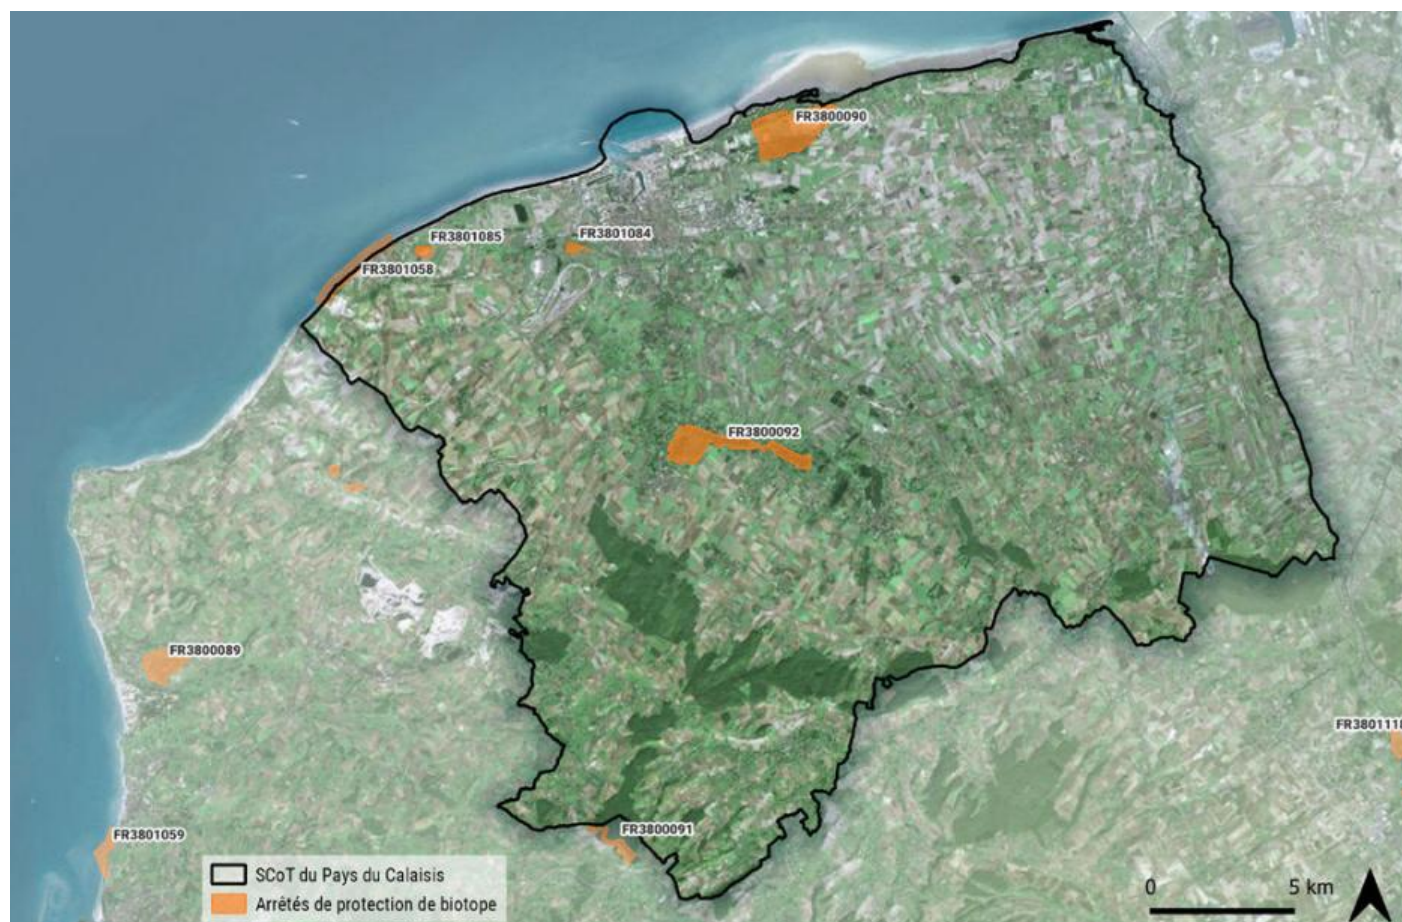 FR3800090
FR3801085
FR3801084
FR3801058
FR3800092
FR3800089
FR3801118
FR3801059
FR3800091
SCoT du Pays du Calaisis
Arrêtés de protection de biotope
0
5 km